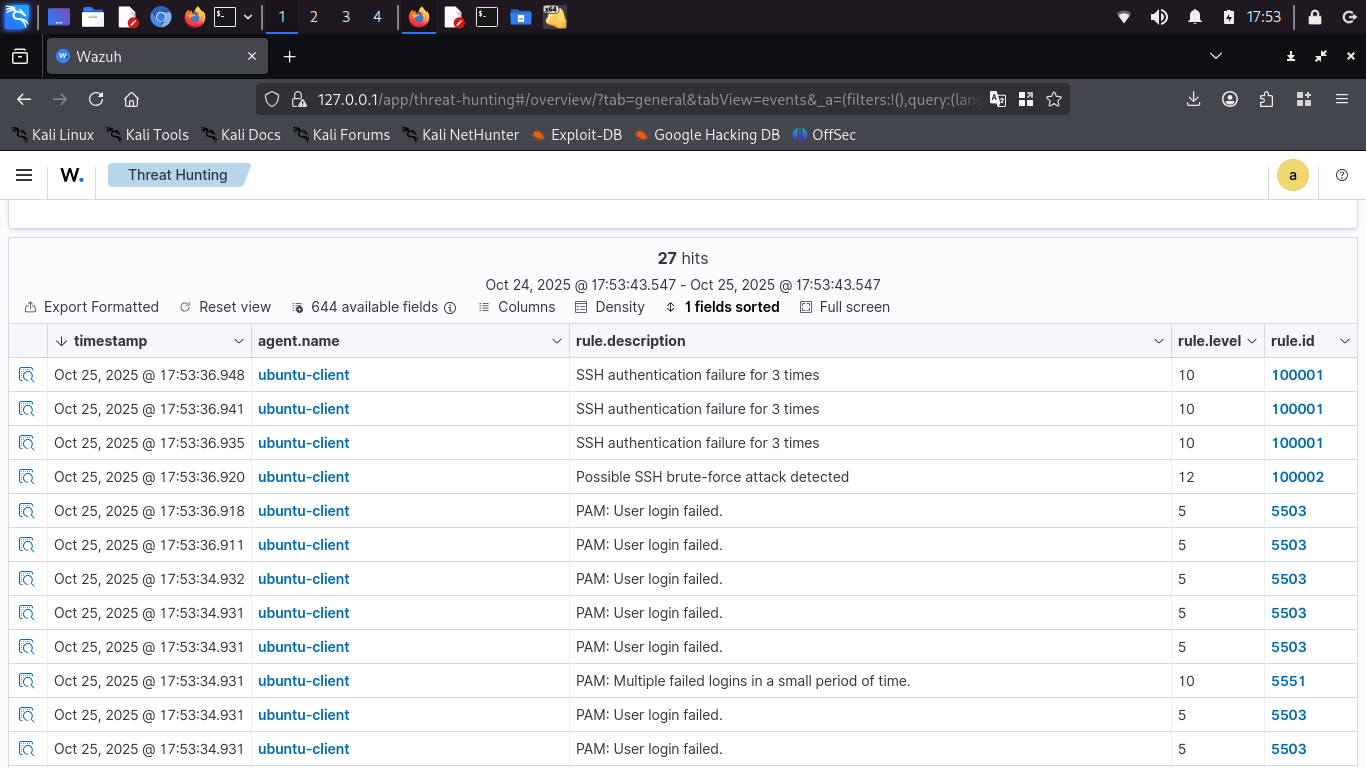 1 2 3 4 x64 17:53
W. Wazuh
127.0.0.1/app/threat-hunting#/overview/?tab=general&tabView=events&_a=(filters:!(),query:(lang
Kali Linux Kali Tools Kali Docs Kali Forums Kali NetHunter Exploit-DB Google Hacking DB OffSec
W. Threat Hunting a
27 hits
Oct 24, 2025 @ 17:53:43.547 - Oct 25, 2025 @ 17:53:43.547
Export Formatted Reset view 644 available fields Columns Density 1 fields sorted Full screen
timestamp agent.name rule.description rule.level rule.id
Oct 25, 2025 @ 17:53:36.948 ubuntu-client SSH authentication failure for 3 times 10 100001
Oct 25, 2025 @ 17:53:36.941 ubuntu-client SSH authentication failure for 3 times 10 100001
Oct 25, 2025 @ 17:53:36.935 ubuntu-client SSH authentication failure for 3 times 10 100001
Oct 25, 2025 @ 17:53:36.920 ubuntu-client Possible SSH brute-force attack detected 12 100002
Oct 25, 2025 @ 17:53:36.918 ubuntu-client PAM: User login failed. 5 5503
Oct 25, 2025 @ 17:53:36.911 ubuntu-client PAM: User login failed. 5 5503
Oct 25, 2025 @ 17:53:34.932 ubuntu-client PAM: User login failed. 5 5503
Oct 25, 2025 @ 17:53:34.931 ubuntu-client PAM: User login failed. 5 5503
Oct 25, 2025 @ 17:53:34.931 ubuntu-client PAM: User login failed. 5 5503
Oct 25, 2025 @ 17:53:34.931 ubuntu-client PAM: Multiple failed logins in a small period of time. 10 5551
Oct 25, 2025 @ 17:53:34.931 ubuntu-client PAM: User login failed. 5 5503
Oct 25, 2025 @ 17:53:34.931 ubuntu-client PAM: User login failed. 5 5503